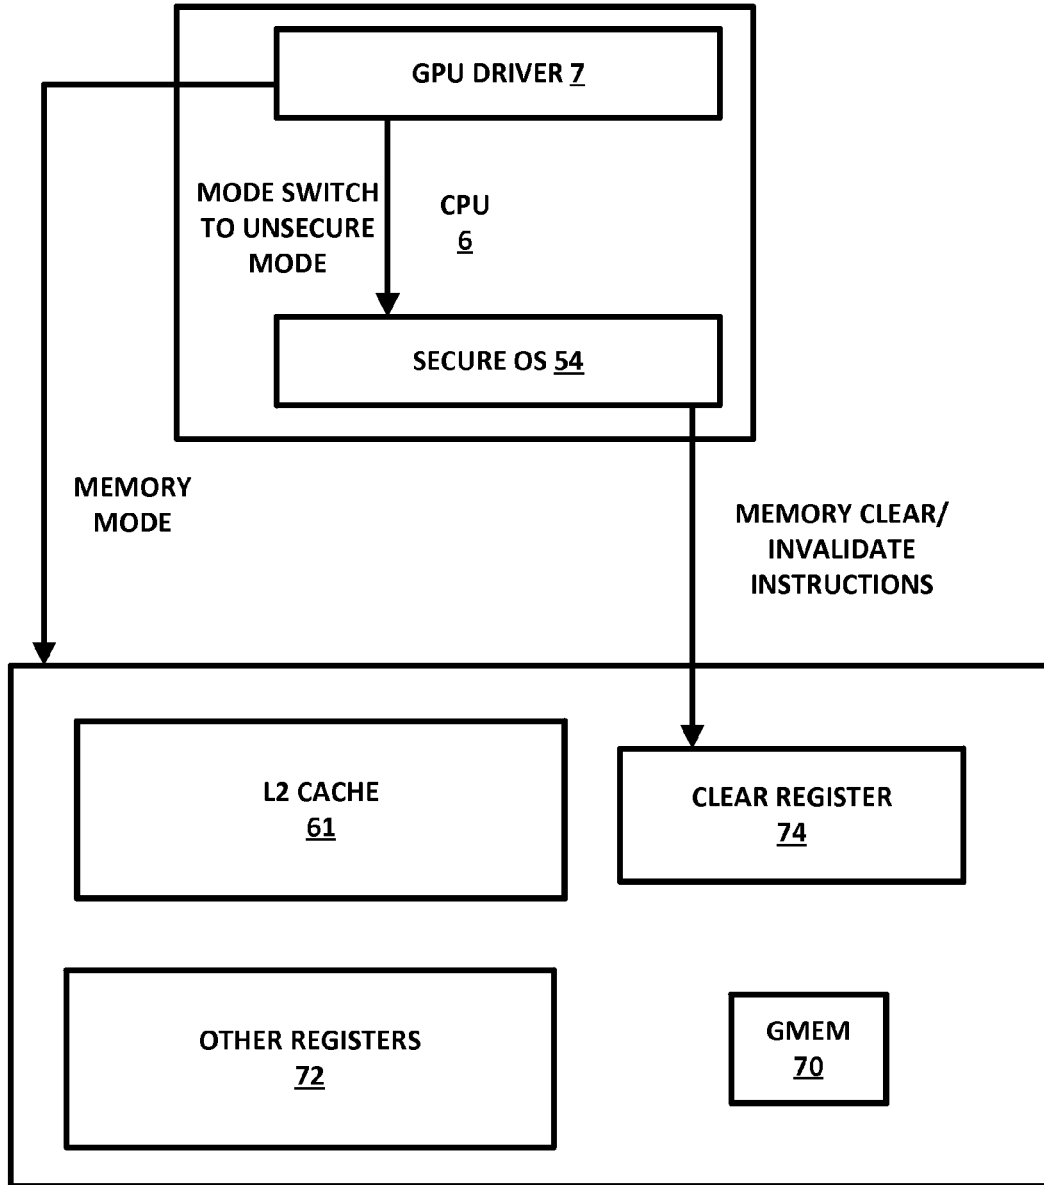 GPU DRIVER 7
MODE SWITCH
TO UNSECURE
MODE
CPU
6
SECURE OS 54
MEMORY
MODE
MEMORY CLEAR/
INVALIDATE
INSTRUCTIONS
L2 CACHE
61
CLEAR REGISTER
74
OTHER REGISTERS
72
GMEM
70